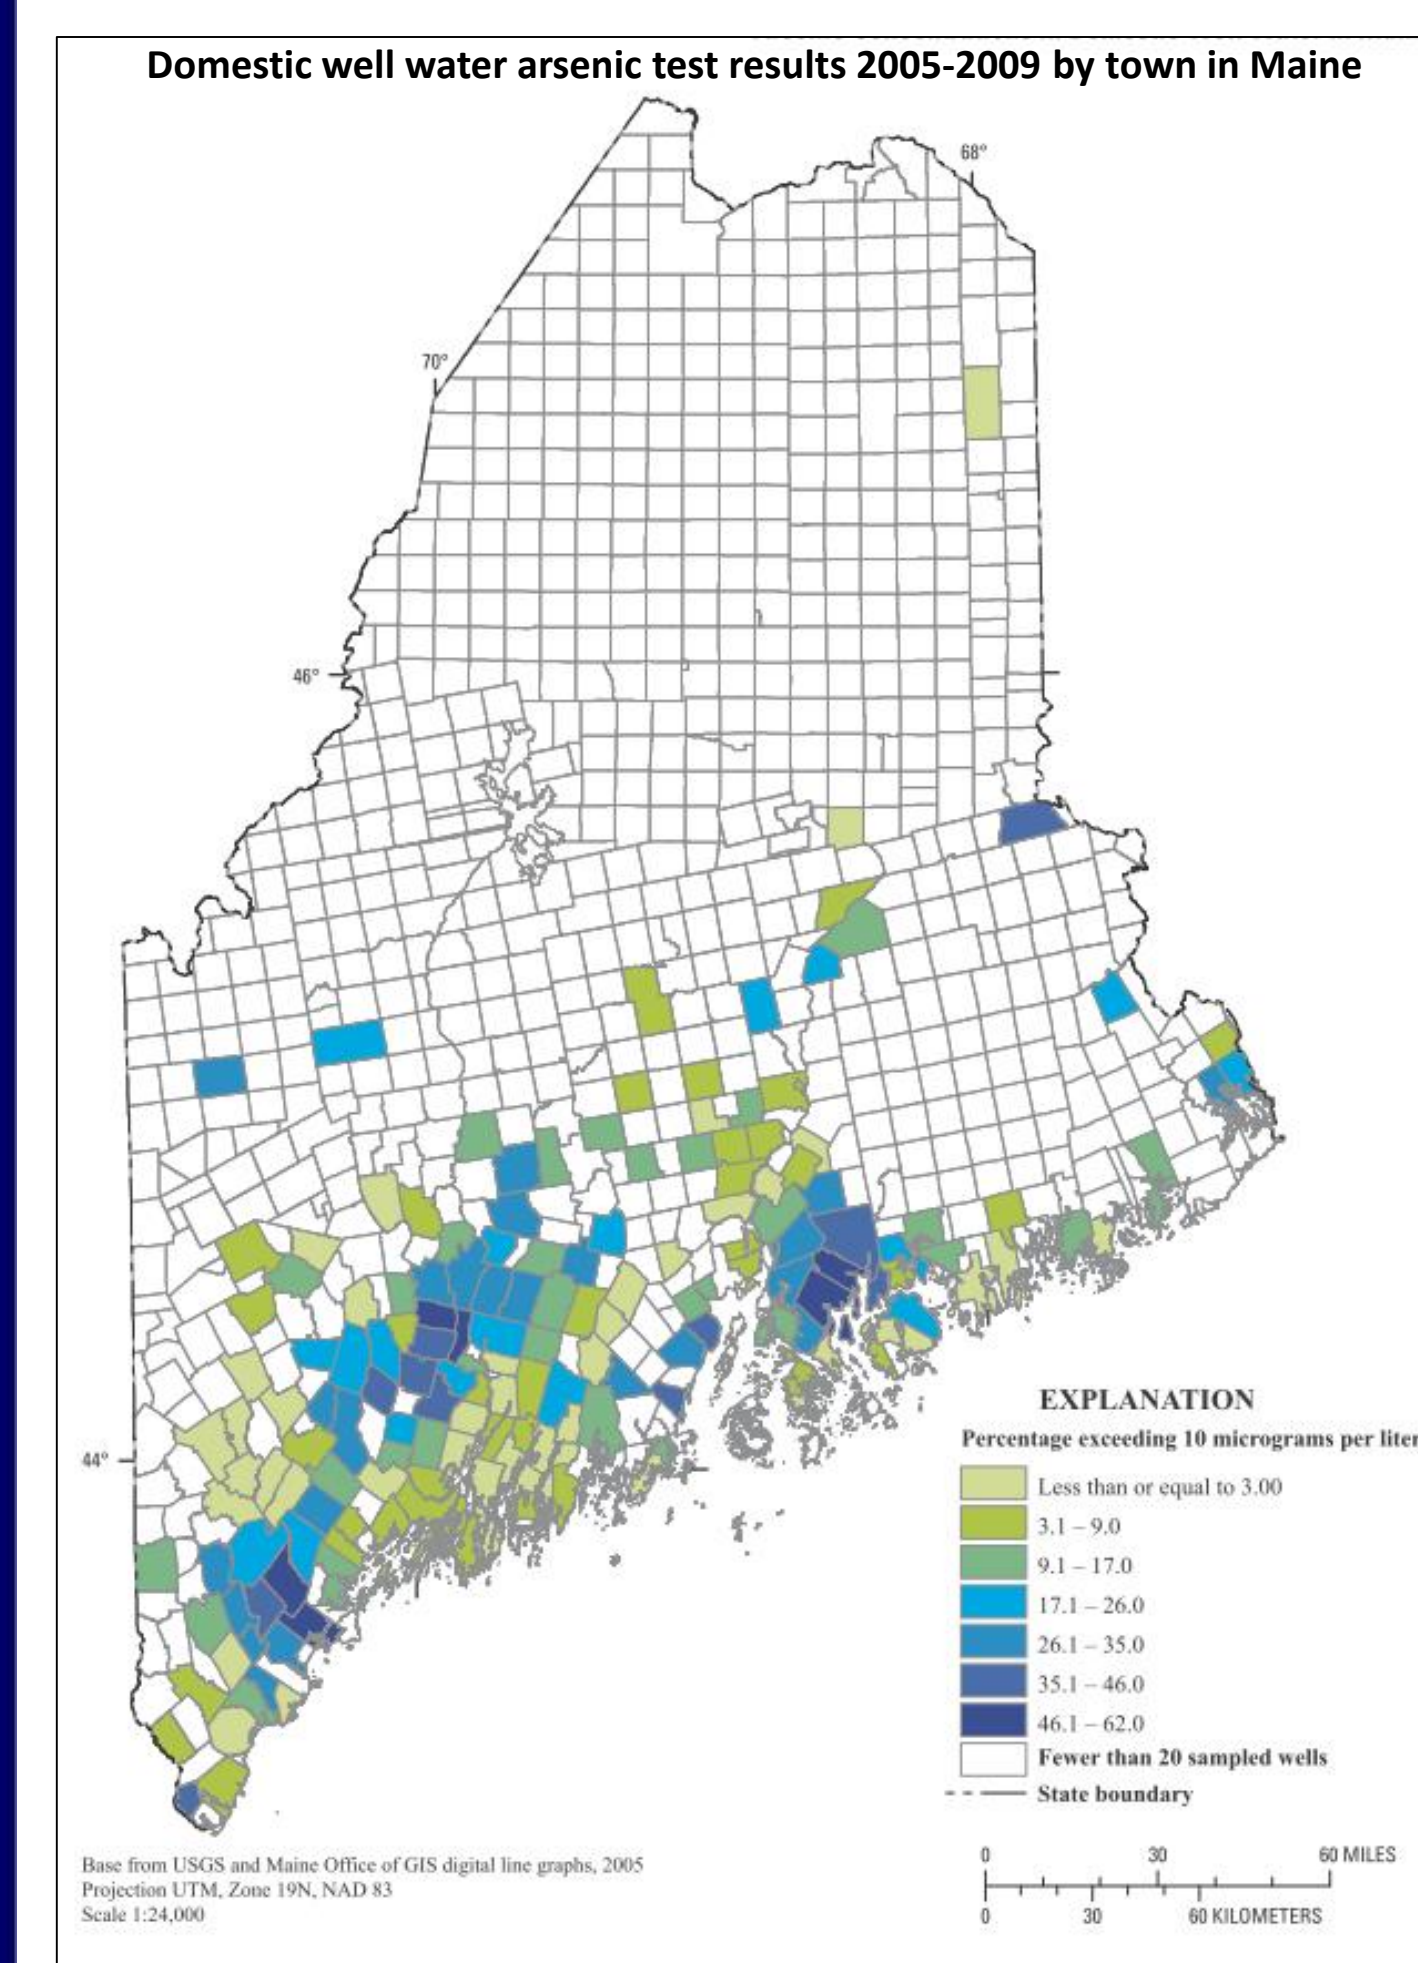 Domestic well water arsenic test results 2005-2009 by town in Maine
68°
70°
46°
44°
EXPLANATION
Percentage exceeding 10 micrograms per liter
Less than or equal to 3.00
3.1 – 9.0
9.1 – 17.0
17.1 – 26.0
26.1 – 35.0
35.1 – 46.0
46.1 – 62.0
Fewer than 20 sampled wells
State boundary
0 30 60 MILES
0 30 60 KILOMETERS
Base from USGS and Maine Office of GIS digital line graphs, 2005
Projection UTM, Zone 19N, NAD 83
Scale 1:24,000